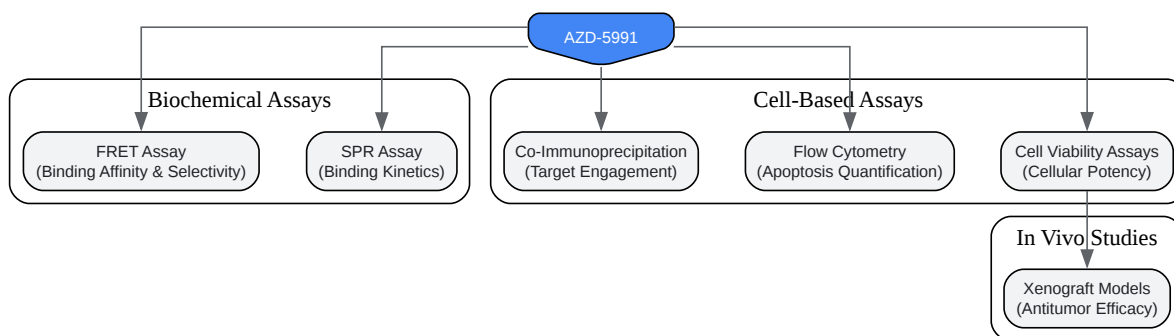 AZD-5991
Biochemical Assays
Cell-Based Assays
FRET Assay
(Binding Affinity & Selectivity)
SPR Assay
(Binding Kinetics)
Co-Immunoprecipitation
(Target Engagement)
Flow Cytometry
(Apoptosis Quantification)
Cell Viability Assays
(Cellular Potency)
In Vivo Studies
Xenograft Models
(Antitumor Efficacy)